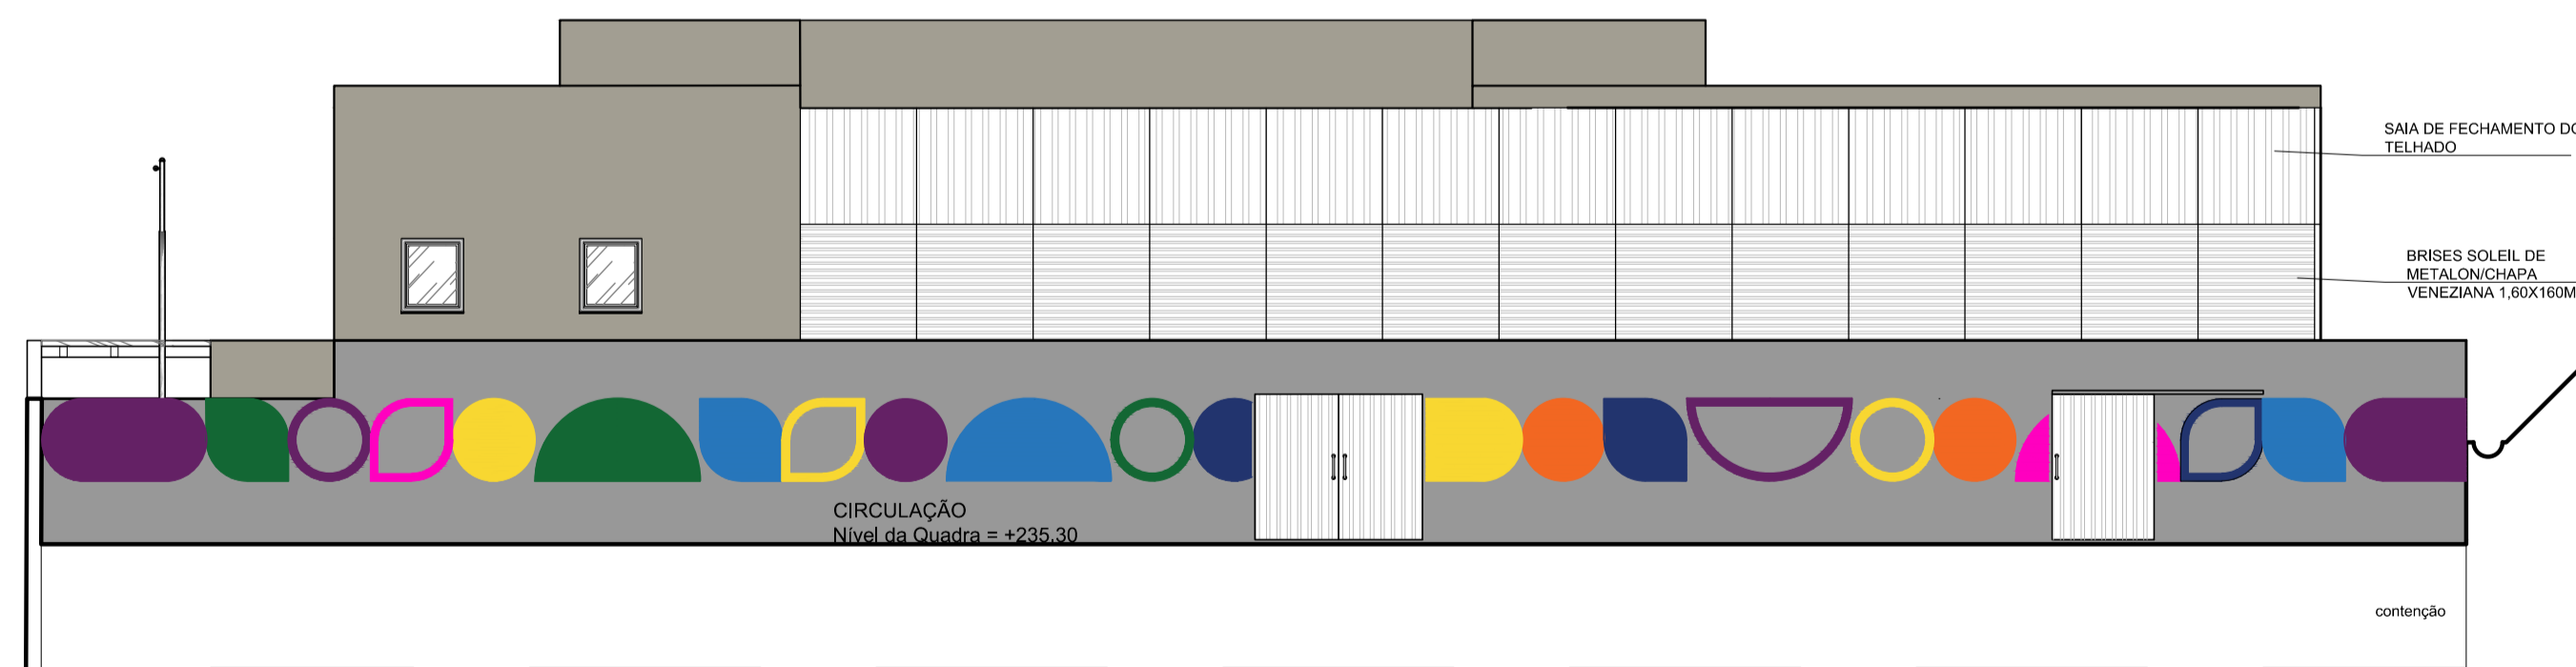 SAIA DE FECHAMENTO DO
TELHADO
BRISES SOLEIL DE
METALON/CHAPA
VENEZIANA 1,60X160M
CIRCULAÇÃO
Nível da Quadra = +235,30
contenção